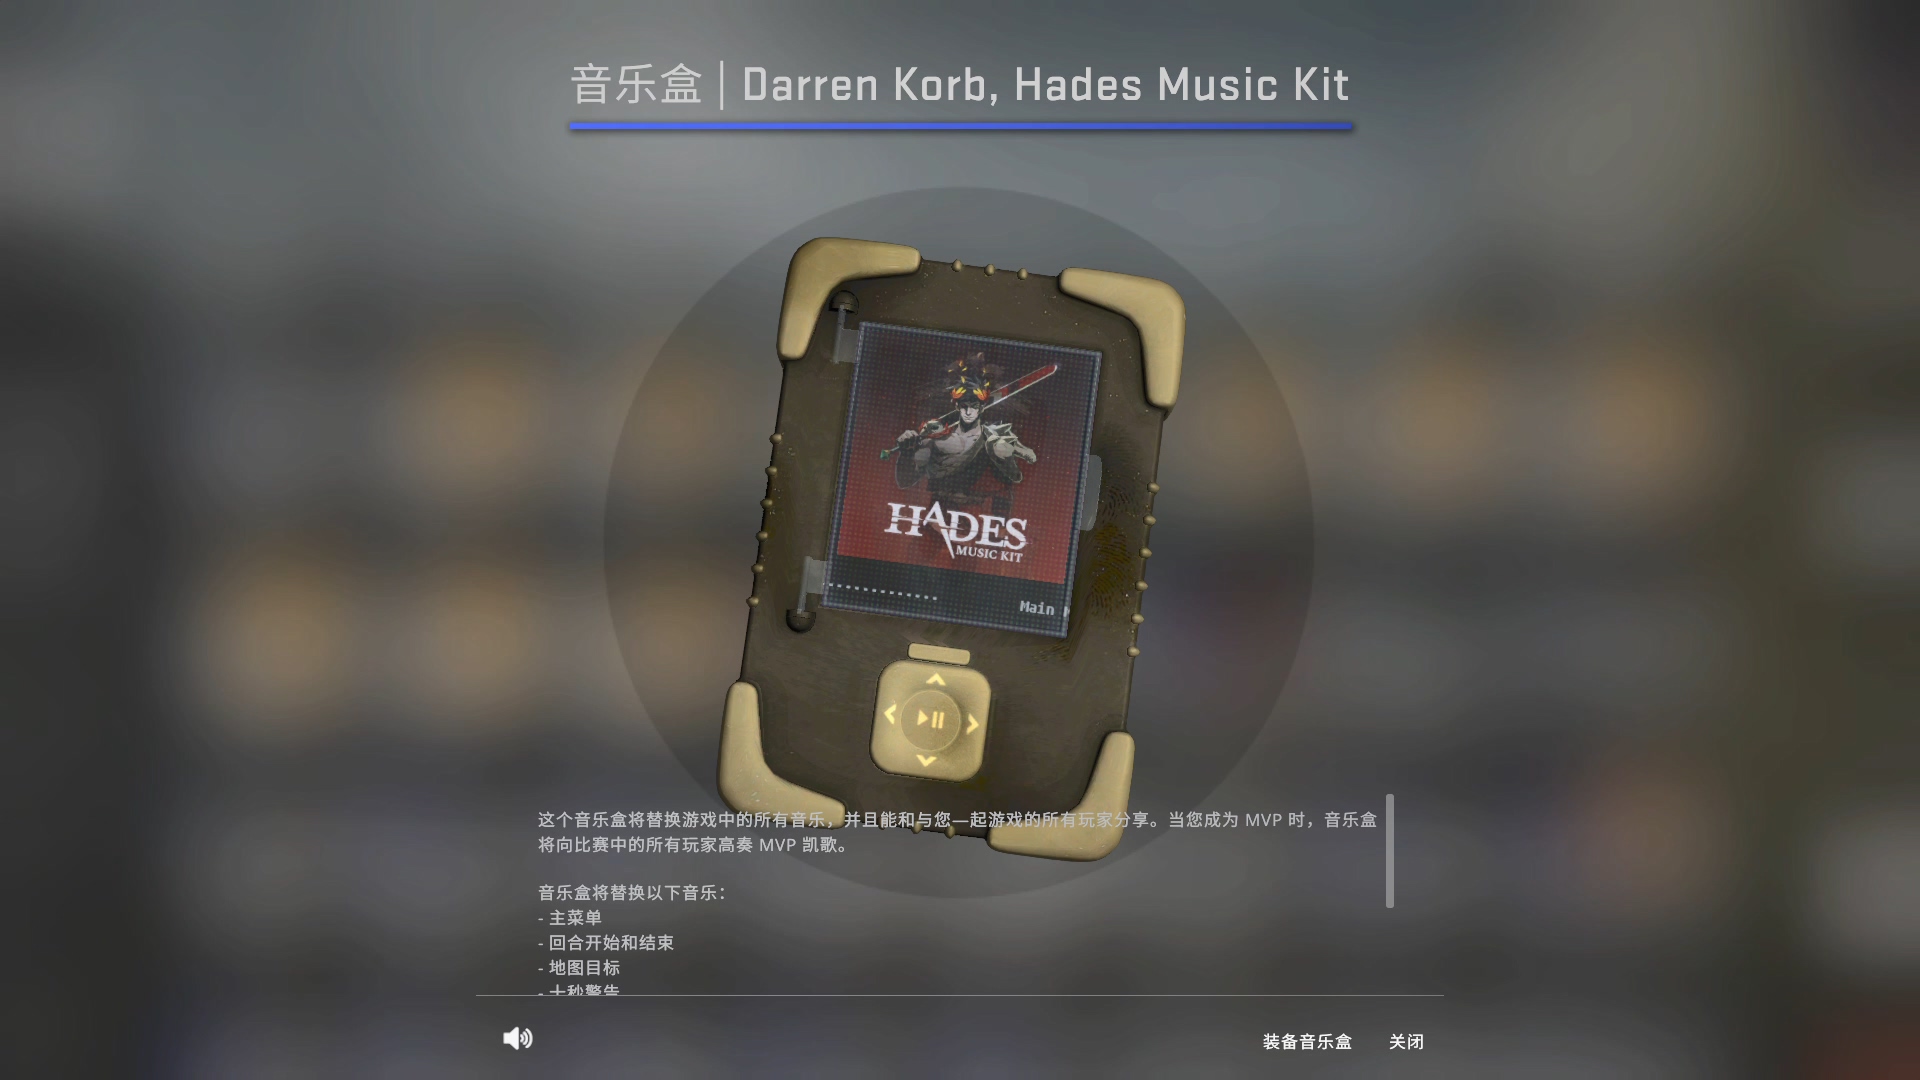 音乐盒 | Darren Korb, Hades Music Kit
HADES
MUSIC KIT
Main
这个音乐盒将替换游戏中的所有音乐，并且能和与您一起游戏的所有玩家分享。当您成为 MVP 时，音乐盒
将向比赛中的所有玩家高奏 MVP 凯歌。
音乐盒将替换以下音乐：
- 主菜单
- 回合开始和结束
- 地图目标
- 十秒警告
装备音乐盒 关闭